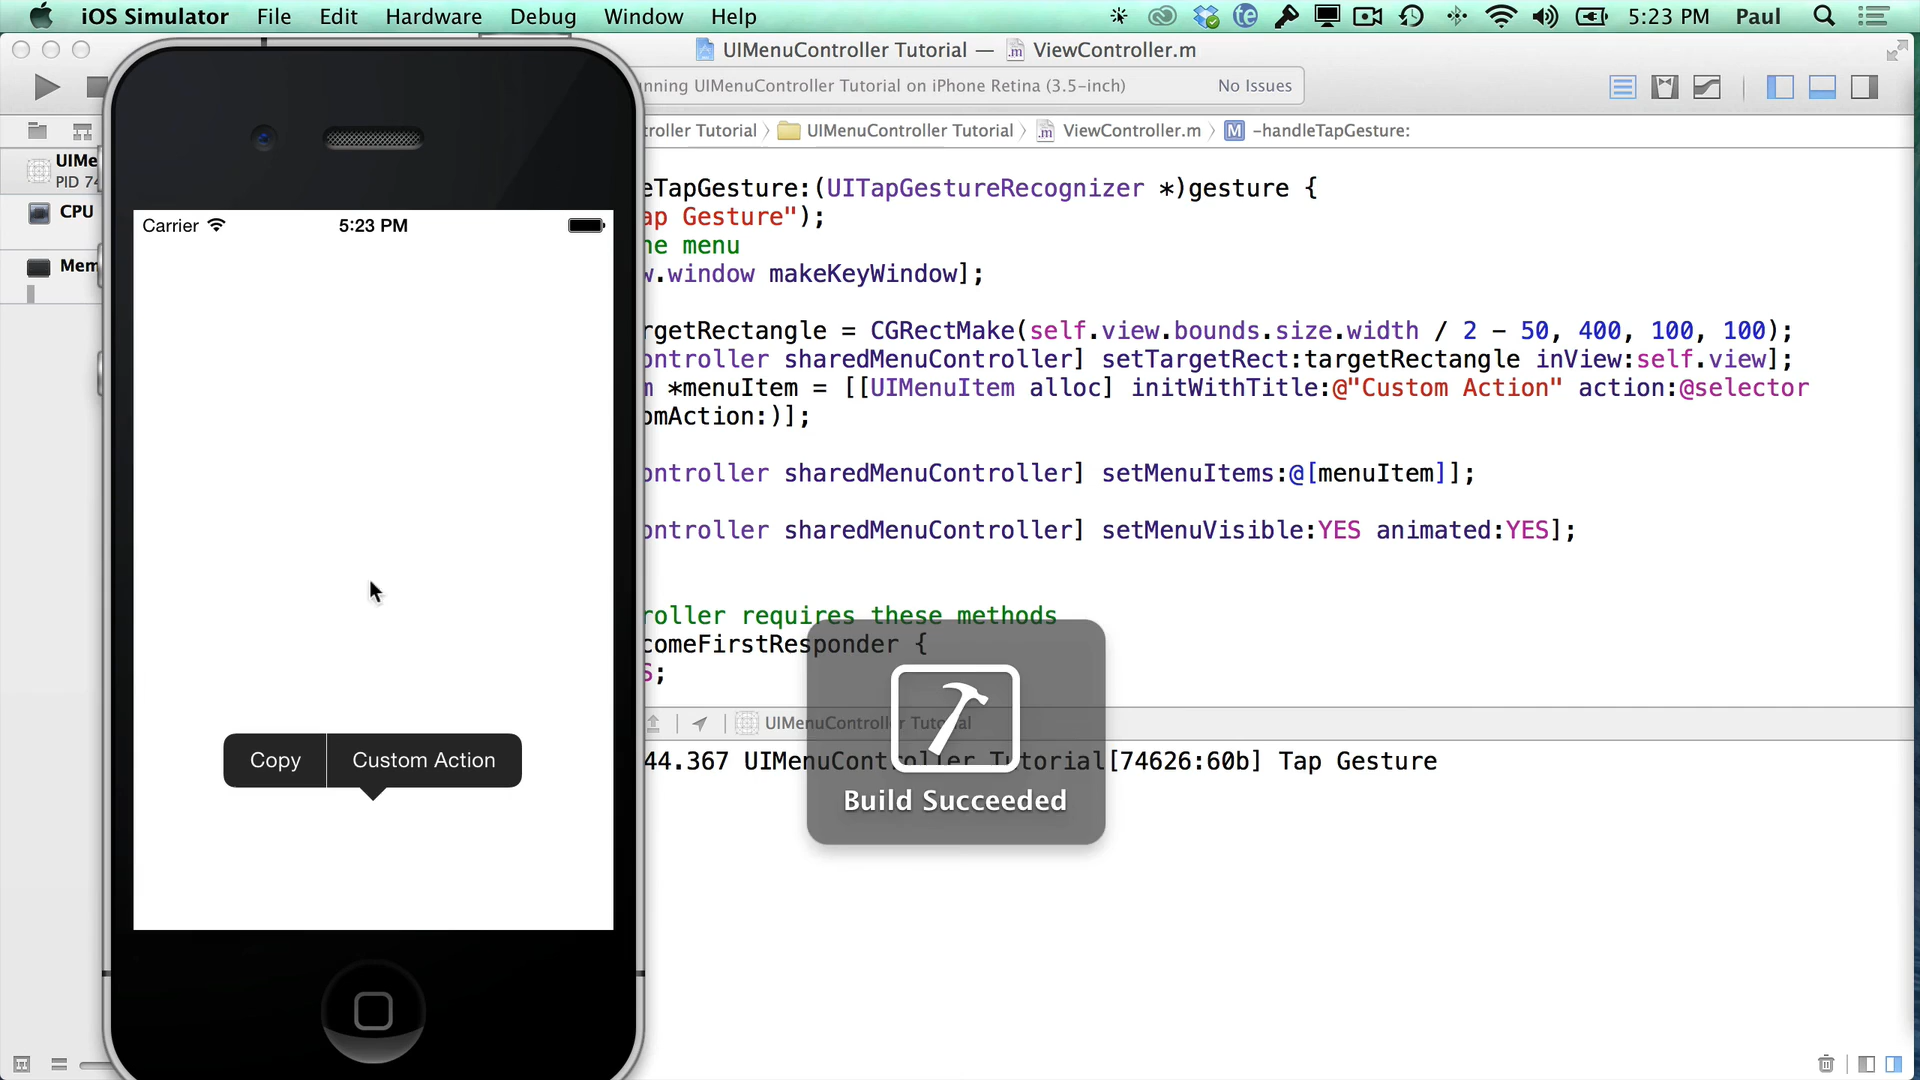 iOS Simulator File Edit Hardware Debug Window Help 5:23 PM Paul
UIMenuController Tutorial — ViewController.m
nning UIMenuController Tutorial on iPhone Retina (3.5-inch) No Issues
roller Tutorial UIMenuController Tutorial ViewController.m M -handleTapGesture:
UIMe
PID 74
CPU
Mem
Carrier 5:23 PM
Copy Custom Action
eTapGesture:(UITapGestureRecognizer *)gesture {
ap Gesture");
he menu
w.window makeKeyWindow];
rgetRectangle = CGRectMake(self.view.bounds.size.width / 2 - 50, 400, 100, 100);
ontroller sharedMenuController] setTargetRect:targetRectangle inView:self.view];
m *menuItem = [[UIMenuItem alloc] initWithTitle:@"Custom Action" action:@selector
omAction:)];
ontroller sharedMenuController] setMenuItems:@[menuItem]];
ontroller sharedMenuController] setMenuVisible:YES animated:YES];
roller requires these methods
comeFirstResponder {
S;
UIMenuController Tutorial
44.367 UIMenuController Tutorial[74626:60b] Tap Gesture
Build Succeeded